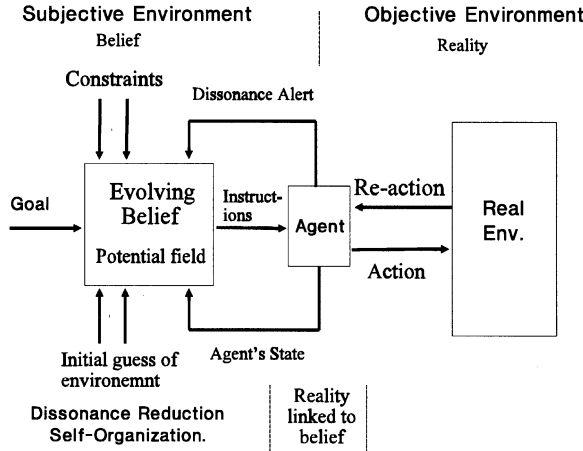 Subjective Environment
Objective Environment
Belief
Reality
Constraints
Dissonance Alert
Goal
Evolving
Belief
Potential field
Instruct-
ions
Agent
Re-action
Action
Real
Env.
Initial guess of
environemnt
Agent's State
Dissonance Reduction
Self-Organization.
Reality
linked to
belief